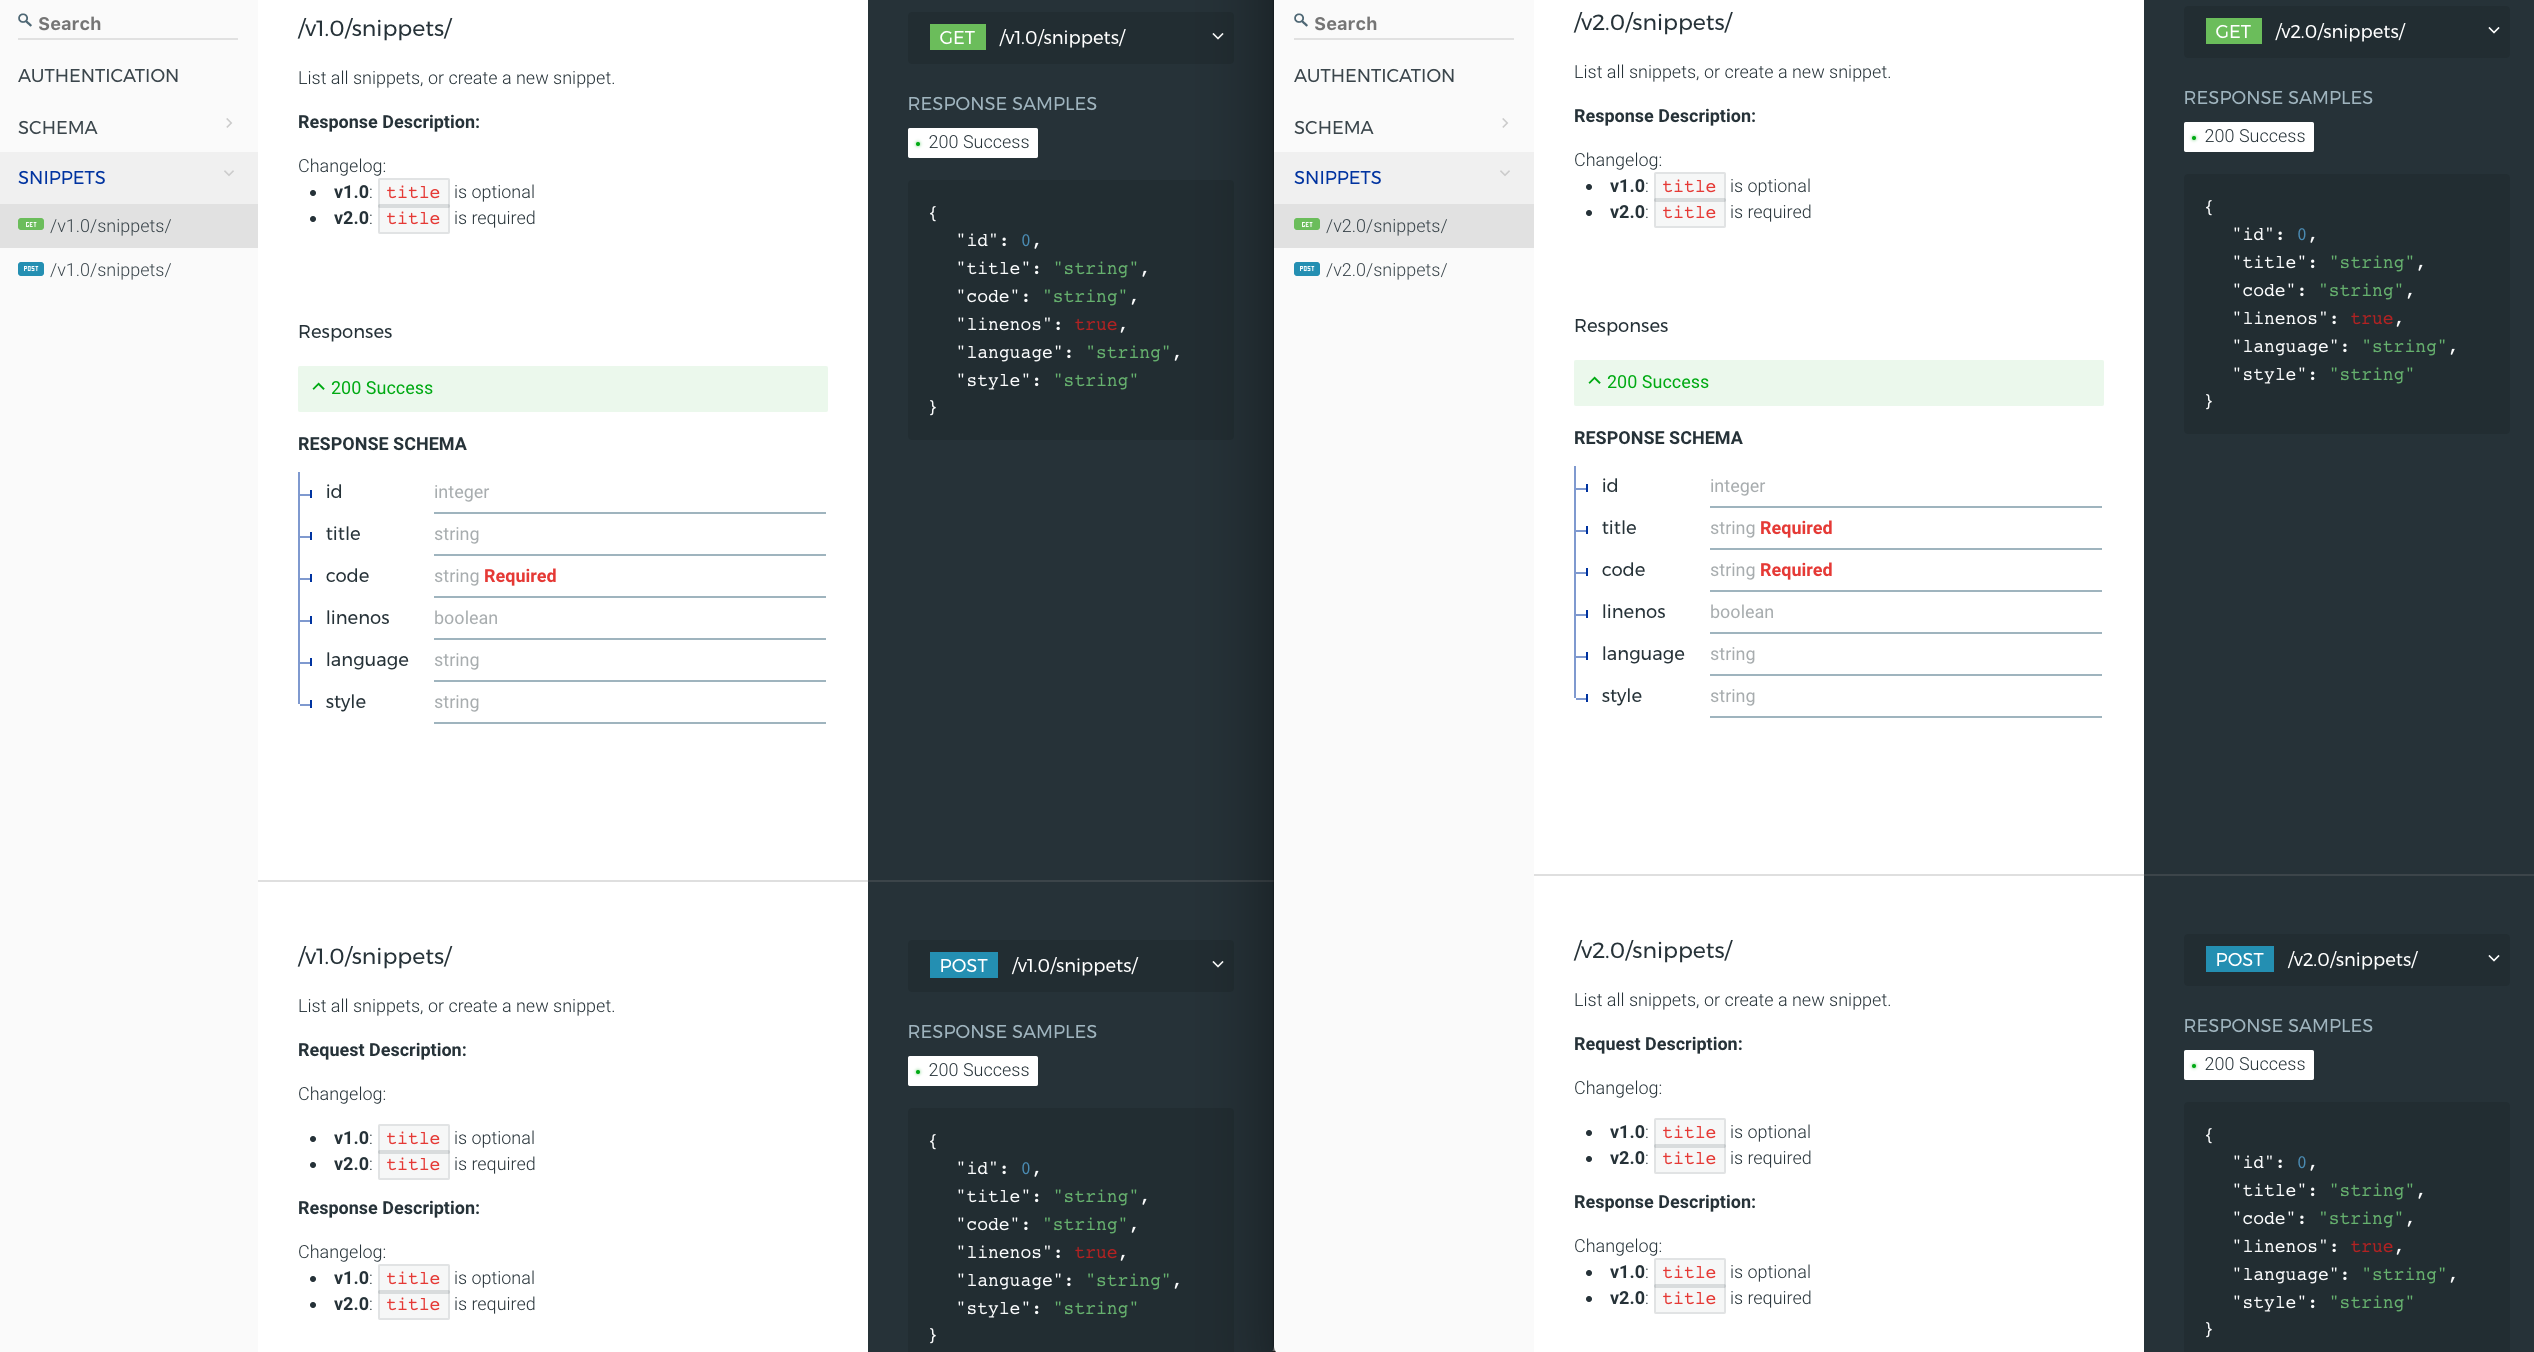 Search
AUTHENTICATION
SCHEMA
SNIPPETS
GET /v1.0/snippets/
POST /v1.0/snippets/
/v1.0/snippets/
List all snippets, or create a new snippet.
Response Description:
Changelog:
• v1.0: title is optional
• v2.0: title is required
Responses
200 Success
RESPONSE SCHEMA
id integer
title string
code string Required
linenos boolean
language string
style string
GET /v1.0/snippets/
RESPONSE SAMPLES
• 200 Success
{
"id": 0,
"title": "string",
"code": "string",
"linenos": true,
"language": "string",
"style": "string"
}
/v1.0/snippets/
List all snippets, or create a new snippet.
Request Description:
Changelog:
• v1.0: title is optional
• v2.0: title is required
Response Description:
Changelog:
• v1.0: title is optional
• v2.0: title is required
POST /v1.0/snippets/
RESPONSE SAMPLES
• 200 Success
{
"id": 0,
"title": "string",
"code": "string",
"linenos": true,
"language": "string",
"style": "string"
}
Search
AUTHENTICATION
SCHEMA
SNIPPETS
GET /v2.0/snippets/
POST /v2.0/snippets/
/v2.0/snippets/
List all snippets, or create a new snippet.
Response Description:
Changelog:
• v1.0: title is optional
• v2.0: title is required
Responses
200 Success
RESPONSE SCHEMA
id integer
title string Required
code string Required
linenos boolean
language string
style string
GET /v2.0/snippets/
RESPONSE SAMPLES
• 200 Success
{
"id": 0,
"title": "string",
"code": "string",
"linenos": true,
"language": "string",
"style": "string"
}
/v2.0/snippets/
List all snippets, or create a new snippet.
Request Description:
Changelog:
• v1.0: title is optional
• v2.0: title is required
Response Description:
Changelog:
• v1.0: title is optional
• v2.0: title is required
POST /v2.0/snippets/
RESPONSE SAMPLES
• 200 Success
{
"id": 0,
"title": "string",
"code": "string",
"linenos": true,
"language": "string",
"style": "string"
}